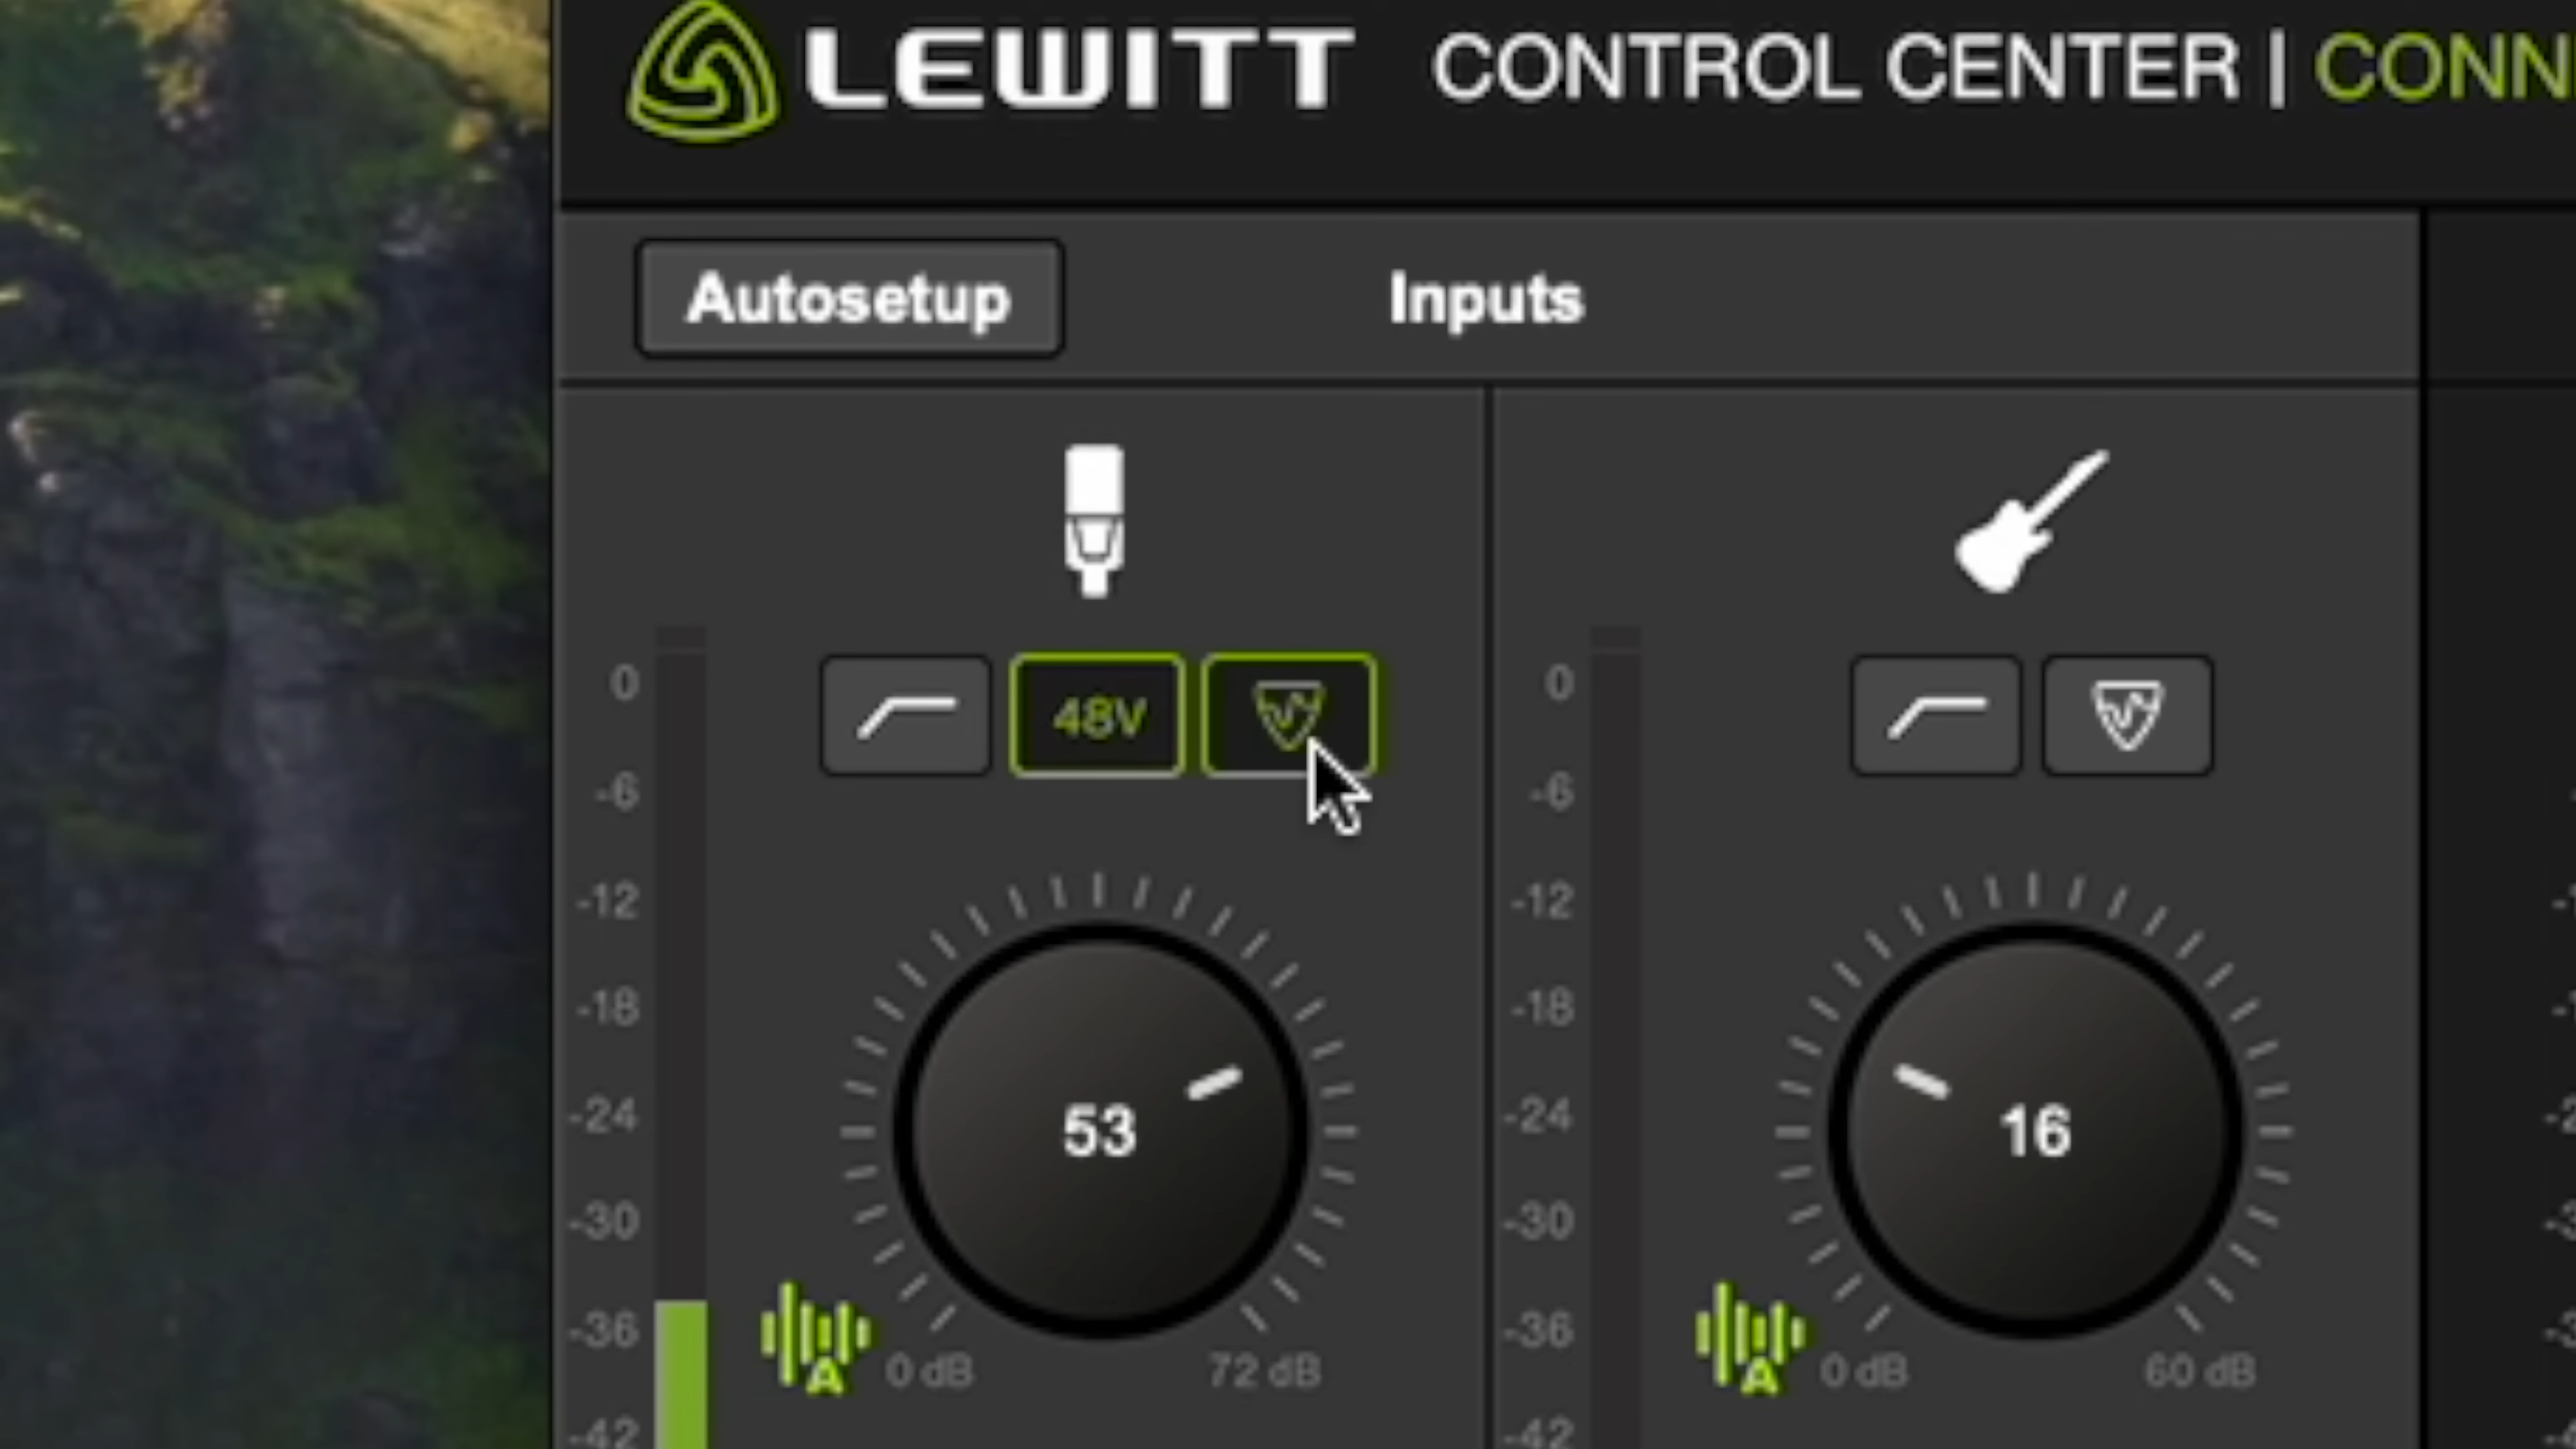 LEWITT CONTROL CENTER | CONN
Autosetup
Inputs
48V
0
-6
-12
-18
-24
-30
-36
-42
53
0 dB
72 dB
A
0
-6
-12
-18
-24
-30
-36
-42
16
0 dB
60 dB
A